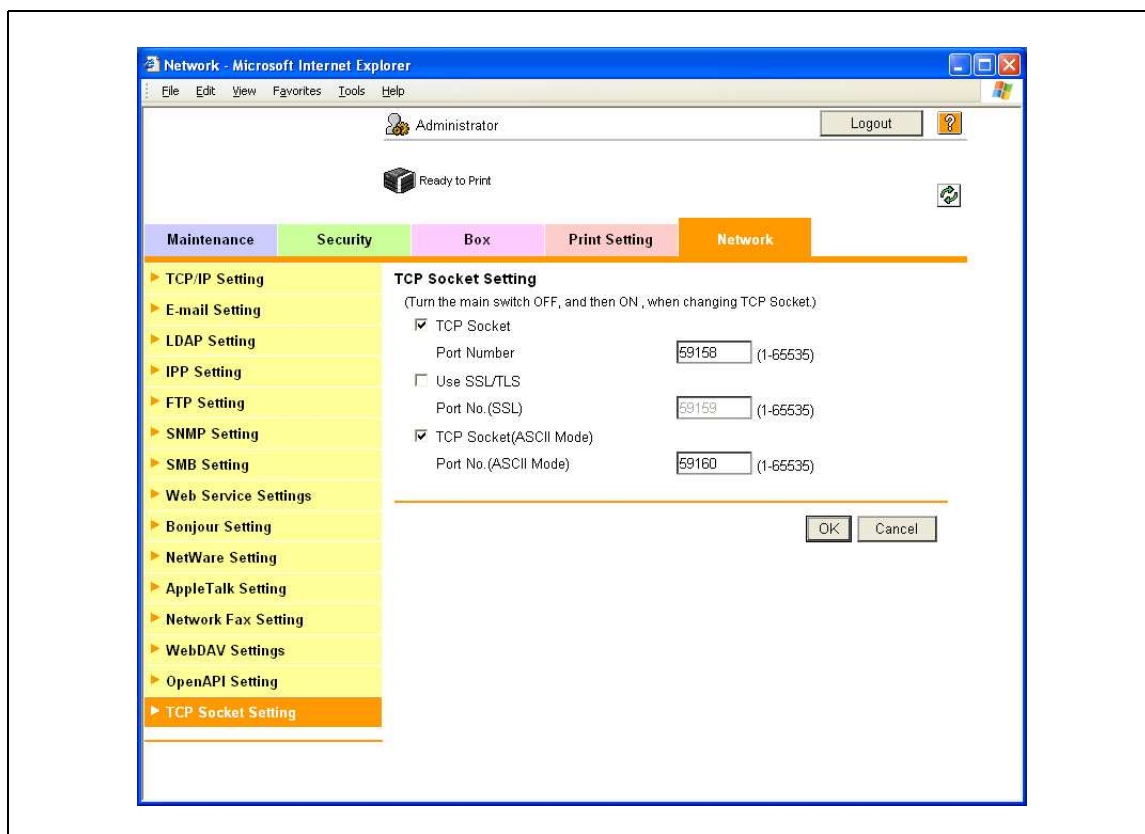 Network - Microsoft Internet Explorer
File Edit View Favorites Tools Help
Administrator
Logout
?
Ready to Print
Maintenance Security Box Print Setting Network
TCP/IP Setting
E-mail Setting
LDAP Setting
IPP Setting
FTP Setting
SNMP Setting
SMB Setting
Web Service Settings
Bonjour Setting
NetWare Setting
AppleTalk Setting
Network Fax Setting
WebDAV Settings
OpenAPI Setting
TCP Socket Setting
TCP Socket Setting
(Turn the main switch OFF, and then ON , when changing TCP Socket.)
TCP Socket
Port Number 59158 (1-65535)
Use SSL/TLS
Port No.(SSL) 59159 (1-65535)
TCP Socket(ASCII Mode)
Port No.(ASCII Mode) 59160 (1-65535)
OK Cancel